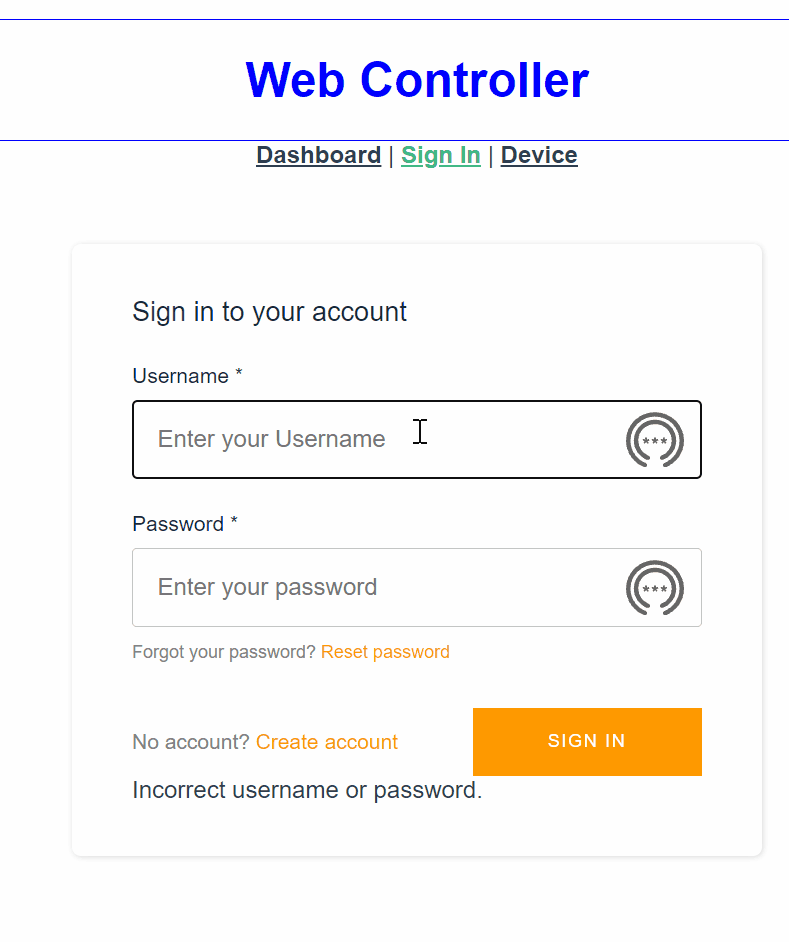 Web Controller
Dashboard | Sign In | Device
Sign in to your account
Username *
Enter your Username
***
Password *
Enter your password
***
Forgot your password? Reset password
No account? Create account
SIGN IN
Incorrect username or password.